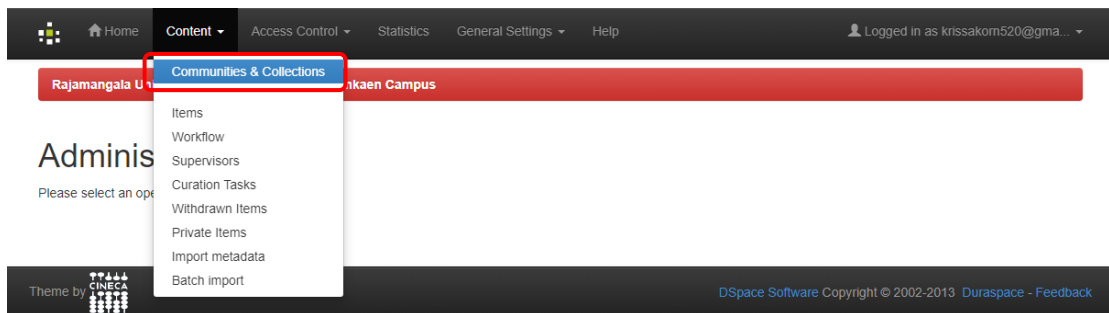 Home Content Access Control Statistics General Settings Help Logged in as krissakorn520@gma...
Communities & Collections
Rajamangala Un nkaen Campus
Items
Workflow
Adminis
Supervisors
Please select an ope
Curation Tasks
Withdrawn Items
Private Items
Import metadata
Batch import
Theme by CINECA
DSpace Software Copyright © 2002-2013 Duraspace - Feedback